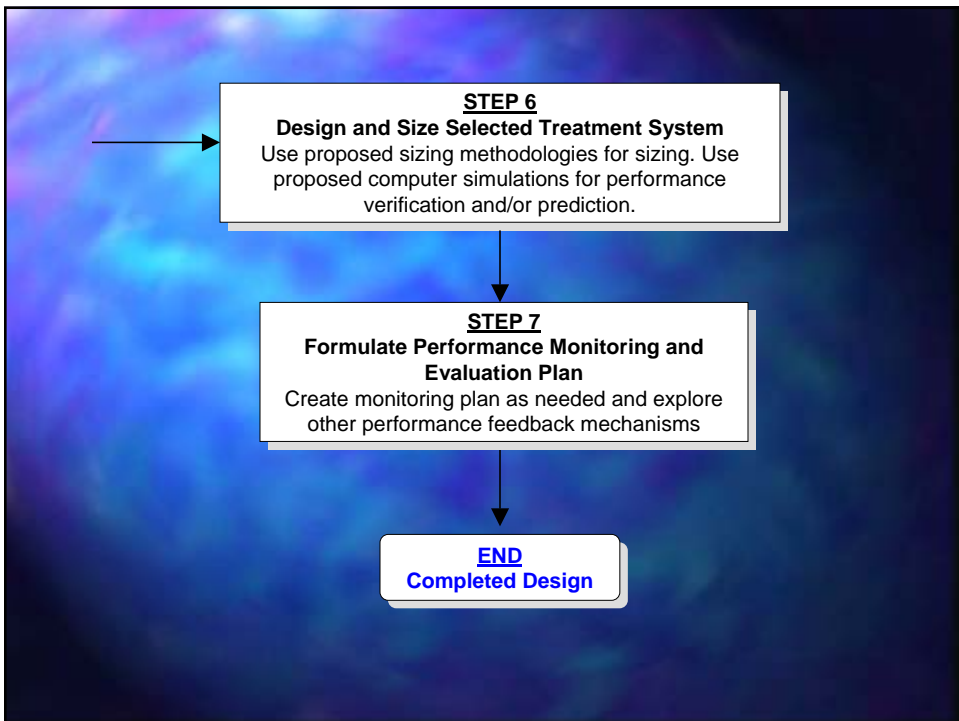 STEP 6
Design and Size Selected Treatment System
Use proposed sizing methodologies for sizing. Use
proposed computer simulations for performance
verification and/or prediction.
STEP 7
Formulate Performance Monitoring and
Evaluation Plan
Create monitoring plan as needed and explore
other performance feedback mechanisms
END
Completed Design